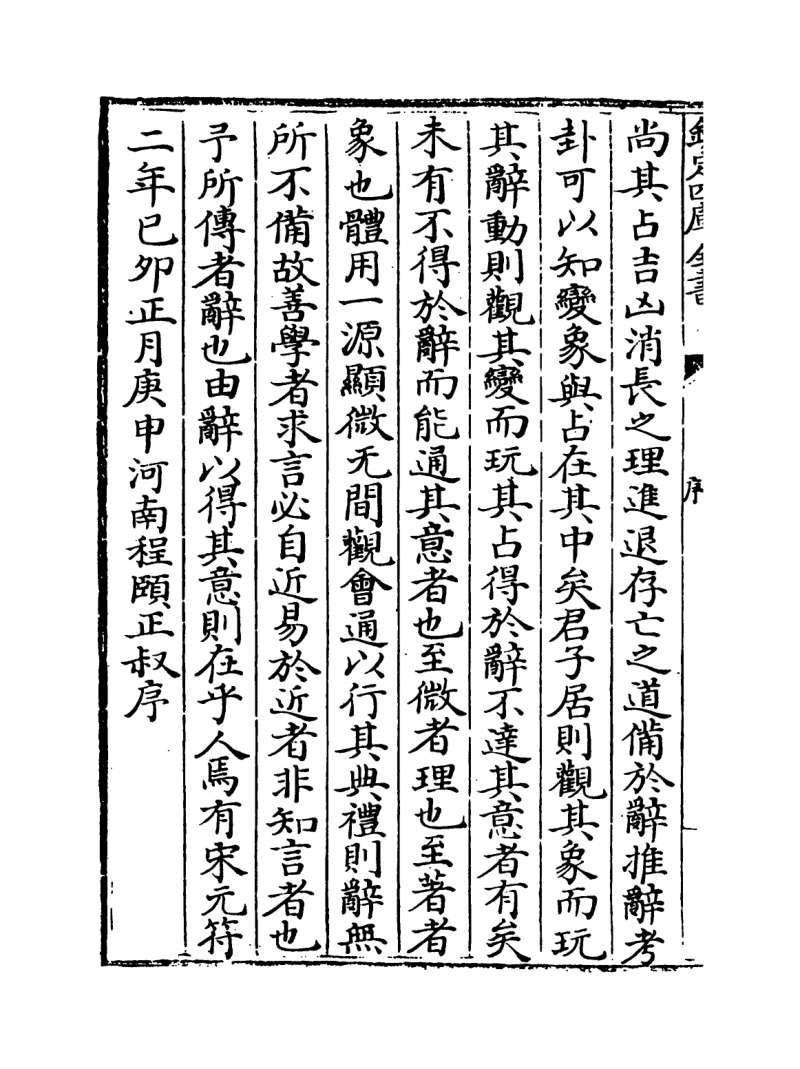 欽定四庫全書
序
尚其占吉凶消長之理進退存亡之道備於辭推辭考
卦可以知變象與占在其中矣君子居則觀其象而玩
其辭動則觀其變而玩其占得於辭不達其意者有矣
未有不得於辭而能通其意者也至微者理也至著者
象也體用一源顯微无間觀會通以行其典禮則辭無
所不備故善學者求言必自近易於近者非知言者也
予所傳者辭也由辭以得其意則在乎人焉有宋元符
二年已卯正月庚申河南程頤正叔序